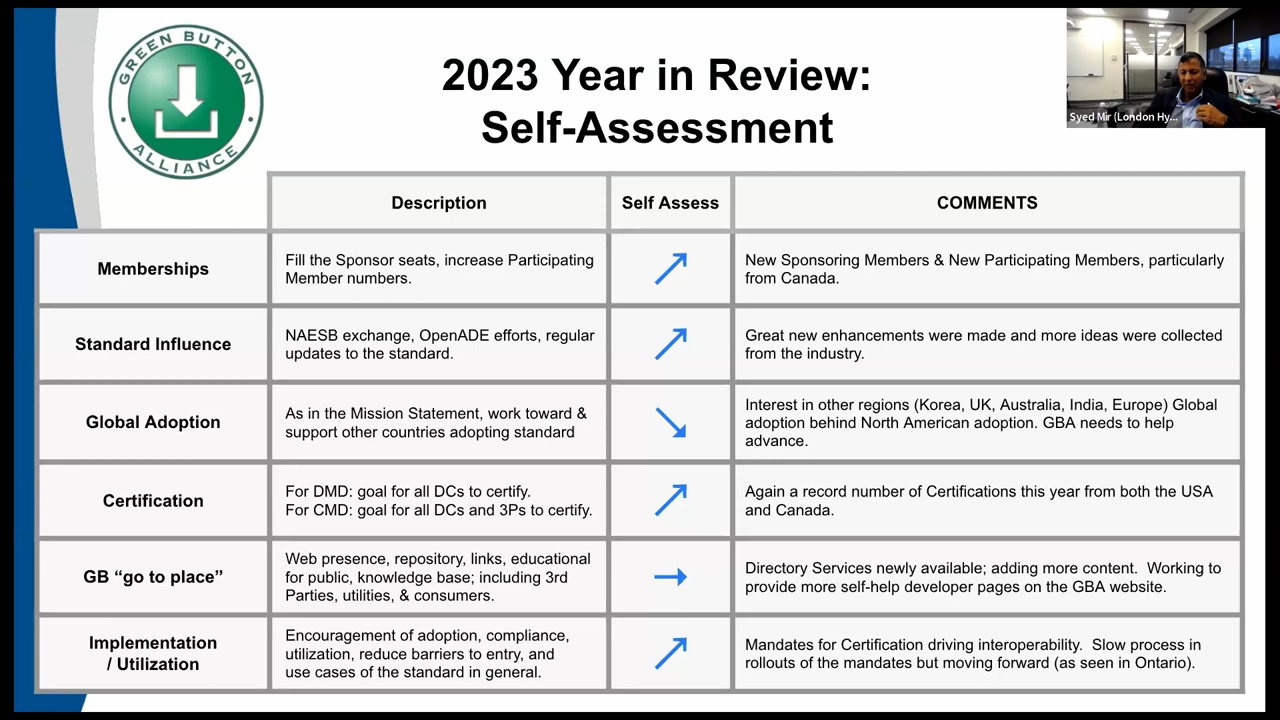 GREEN BUTTON
ALLIANCE
2023 Year in Review:
Self-Assessment
Syed Mir (London Hy...
Description
Self Assess
COMMENTS
Memberships
Fill the Sponsor seats, increase Participating
Member numbers.
New Sponsoring Members & New Participating Members, particularly
from Canada.
Standard Influence
NAESB exchange, OpenADE efforts, regular
updates to the standard.
Great new enhancements were made and more ideas were collected
from the industry.
Global Adoption
As in the Mission Statement, work toward &
support other countries adopting standard
Interest in other regions (Korea, UK, Australia, India, Europe) Global
adoption behind North American adoption. GBA needs to help
advance.
Certification
For DMD: goal for all DCs to certify.
For CMD: goal for all DCs and 3Ps to certify.
Again a record number of Certifications this year from both the USA
and Canada.
GB “go to place”
Web presence, repository, links, educational
for public, knowledge base; including 3rd
Parties, utilities, & consumers.
Directory Services newly available; adding more content.  Working to
provide more self-help developer pages on the GBA website.
Implementation
/ Utilization
Encouragement of adoption, compliance,
utilization, reduce barriers to entry, and
use cases of the standard in general.
Mandates for Certification driving interoperability.  Slow process in
rollouts of the mandates but moving forward (as seen in Ontario).